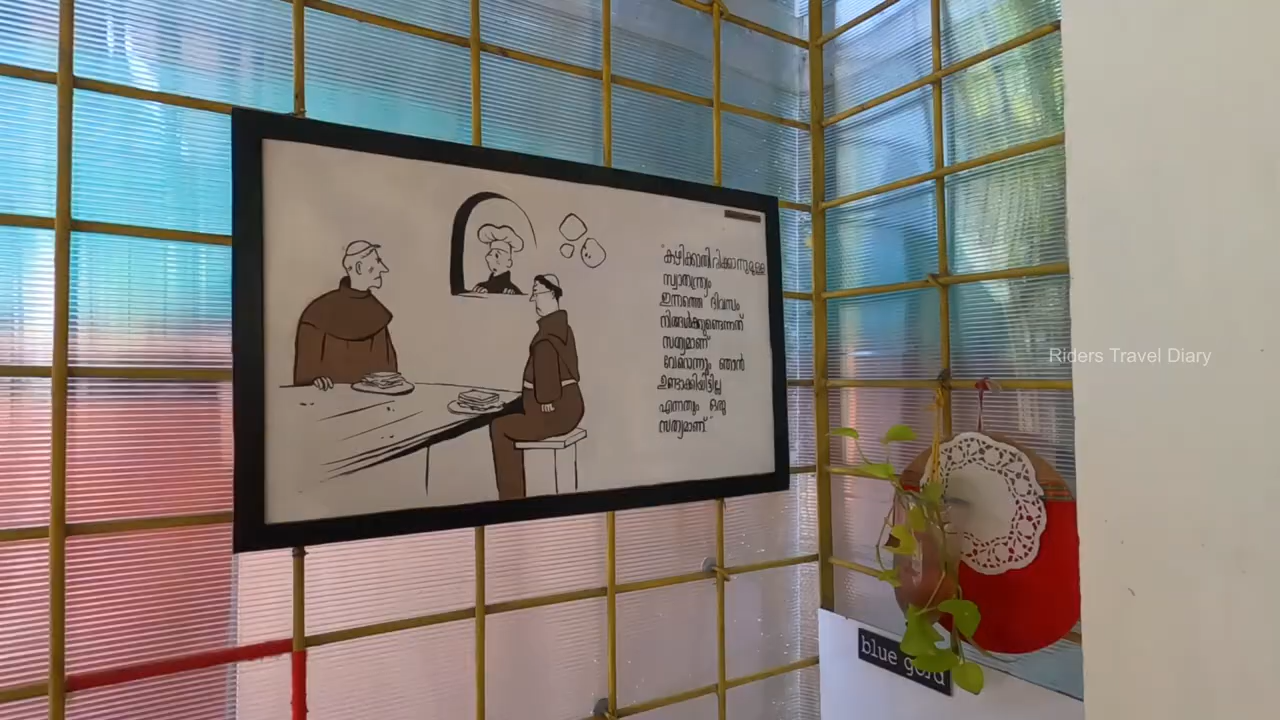 "കഴിക്കാതിരിക്കാനുമുള്ള
സ്വാതന്ത്ര്യം
ഇന്നത്തെ ദിവസം
നിങ്ങൾക്കുണ്ടെന്നത്
സത്യമാണ്
വേറൊന്നും ഞാൻ
ഉണ്ടാക്കിയിട്ടില്ല
എന്നതും ഒരു
സത്യമാണ്."
Riders Travel Diary
blue gold